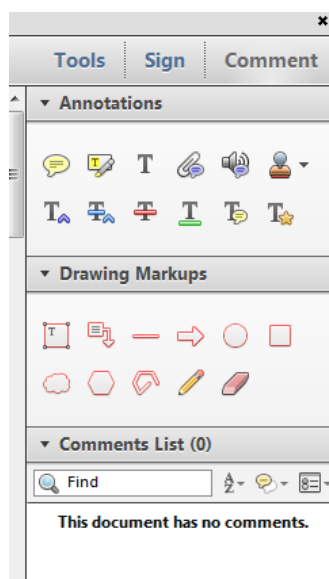 Tools Sign Comment
Annotations
T T
T T T T T T
Drawing Markups
T
Comments List (0)
Find A Z
This document has no comments.